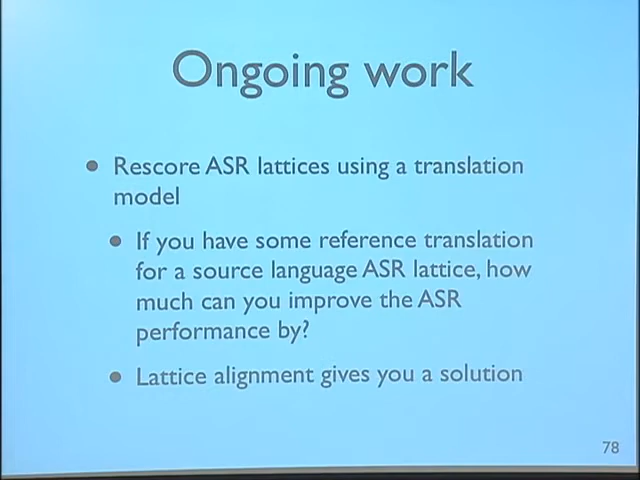 Ongoing work
• Rescore ASR lattices using a translation
model
• If you have some reference translation
for a source language ASR lattice, how
much can you improve the ASR
performance by?
• Lattice alignment gives you a solution
78